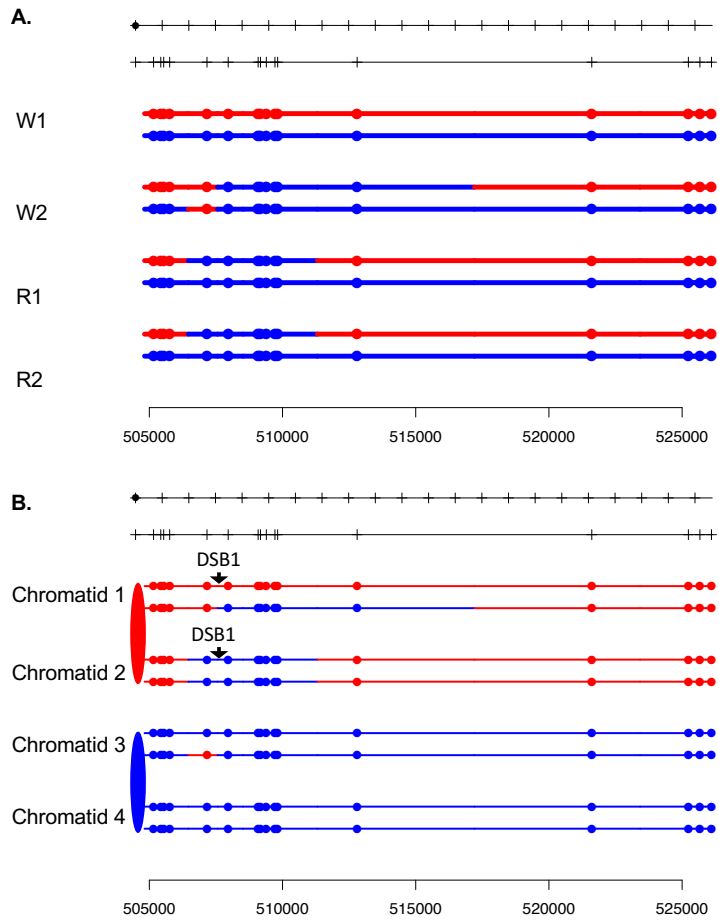 A.
W1
W2
R1
R2
505000 510000 515000 520000 525000
B.
DSB1
Chromatid 1
DSB1
Chromatid 2
Chromatid 3
Chromatid 4
505000 510000 515000 520000 525000